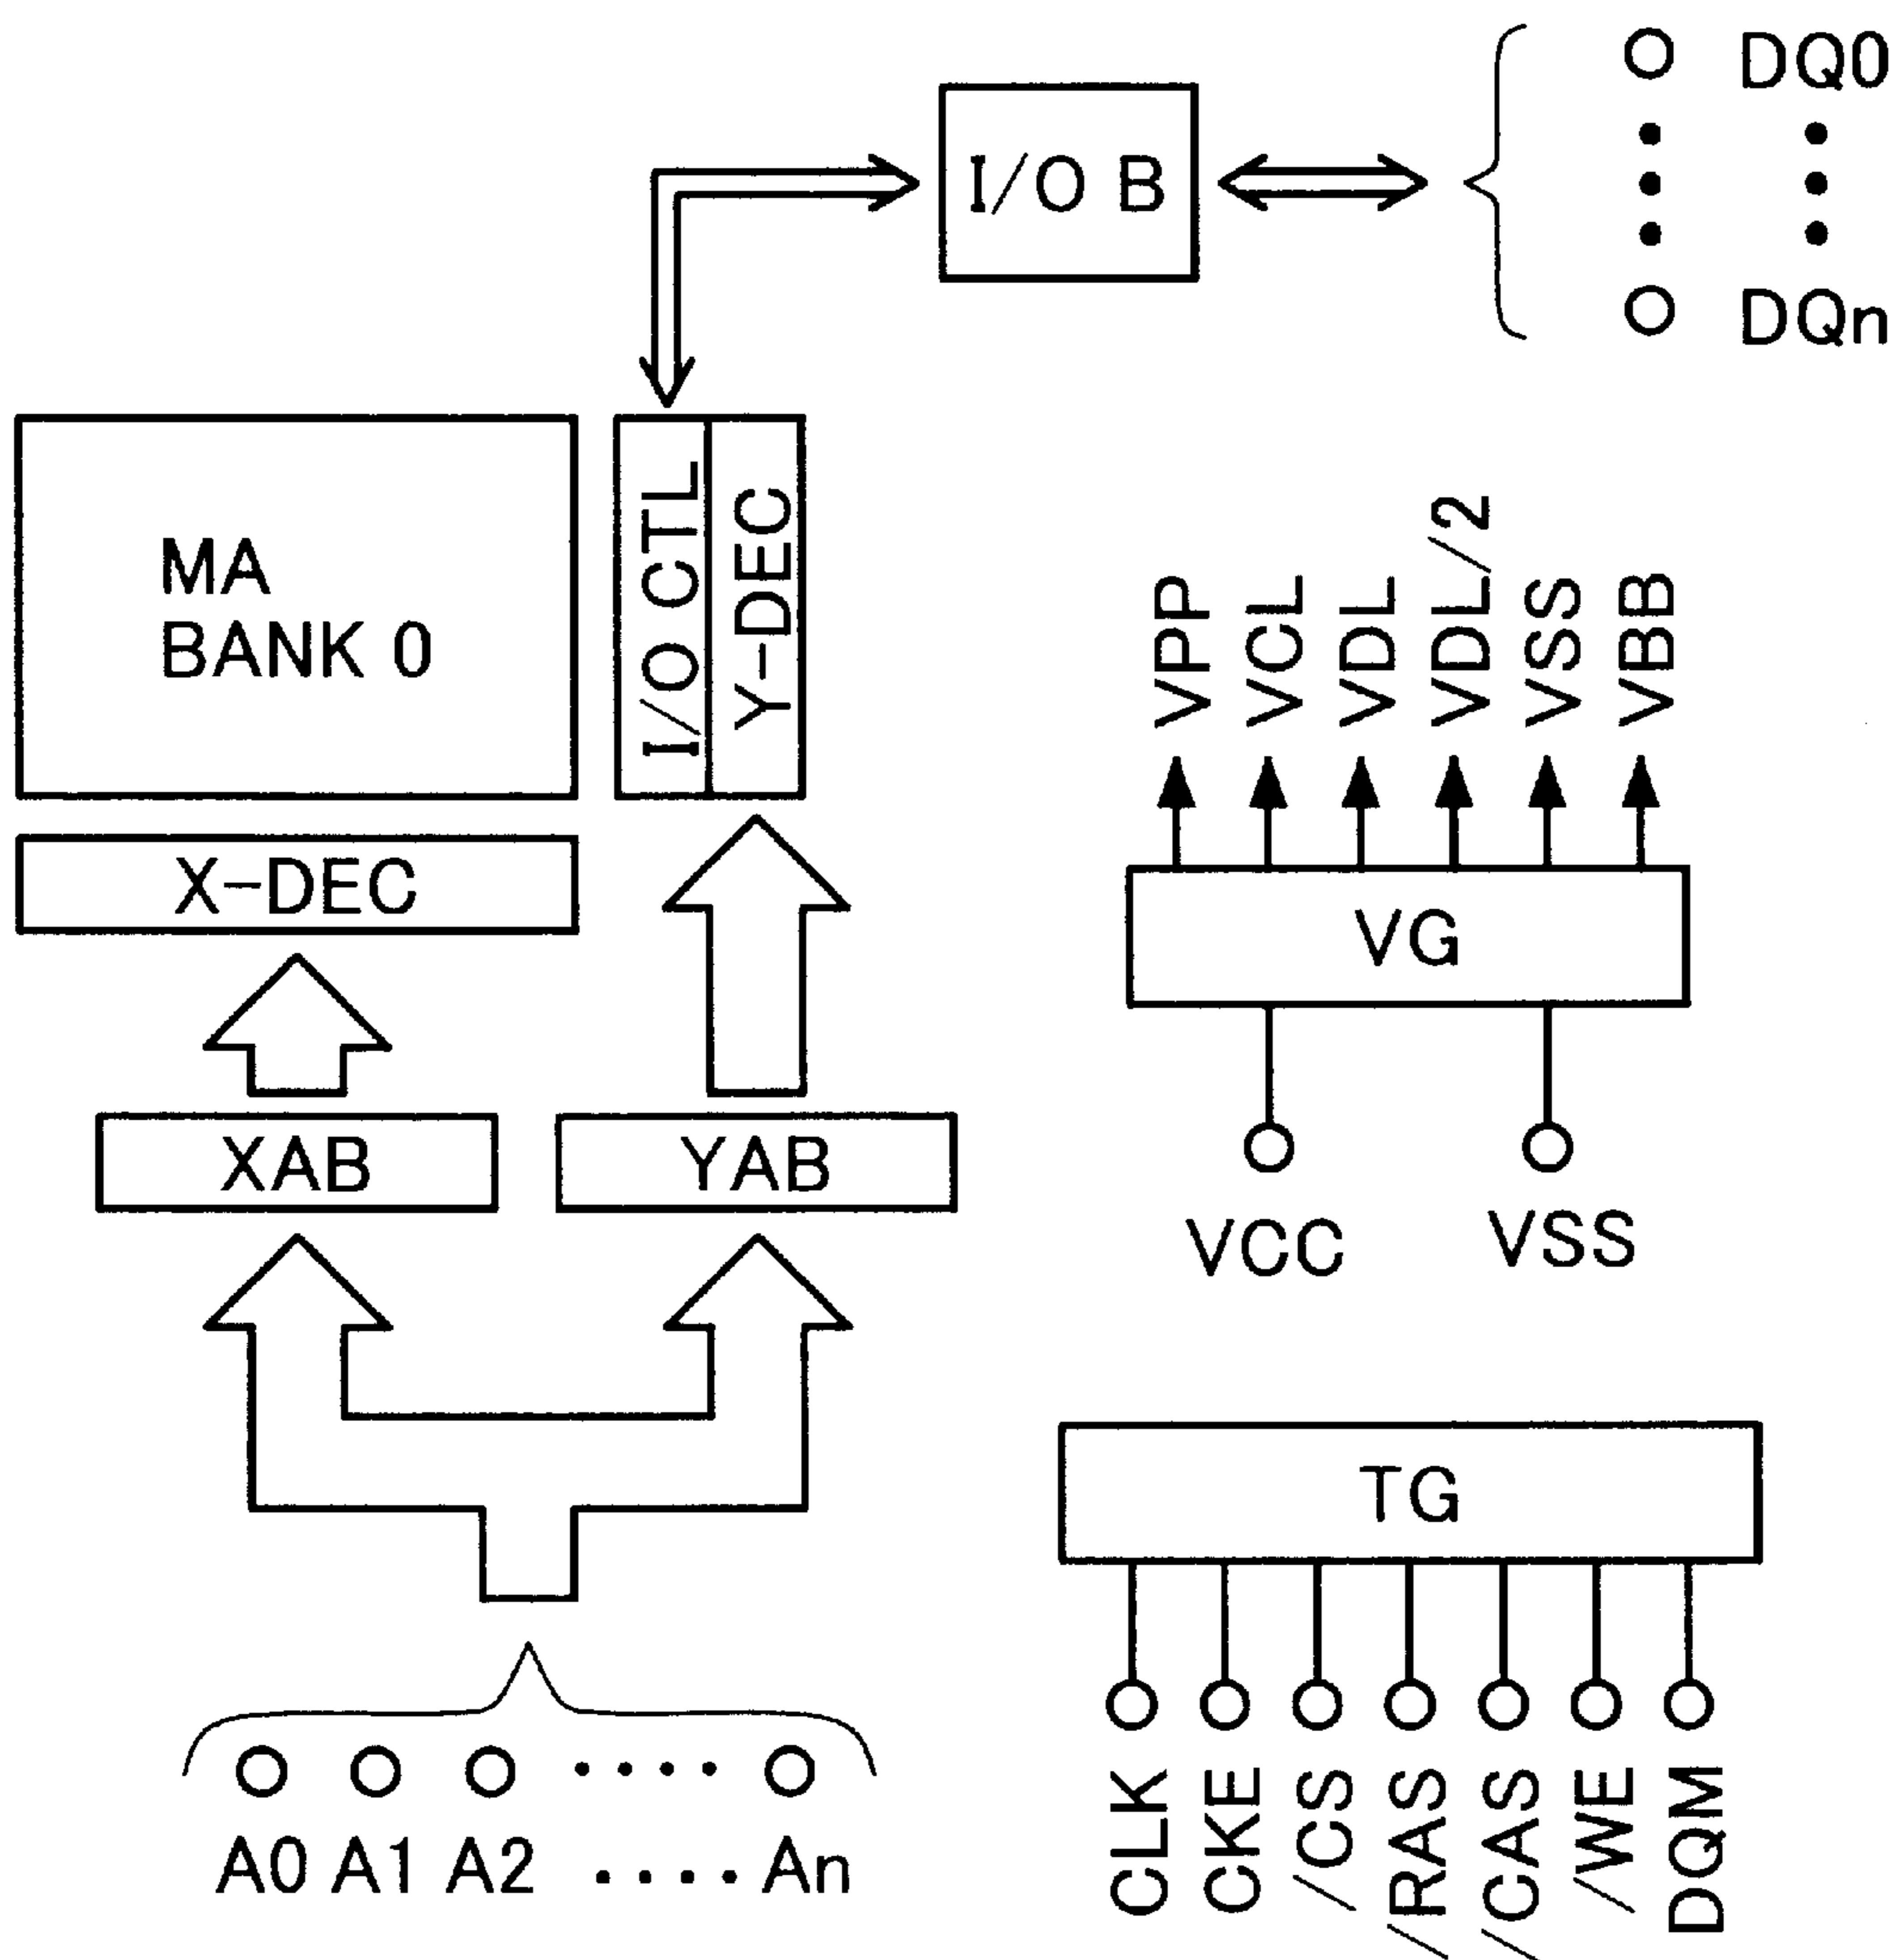 DQ0
I/O B
DQn
MA
BANK 0
I/O CTL
Y-DEC
X-DEC
XAB
YAB
A0 A1 A2 ···· An
VPP
VCL
VDL
VDL/2
VSS
VBB
VG
VCC
VSS
TG
CLK
CKE
/CS
/RAS
/CAS
/WE
DQM